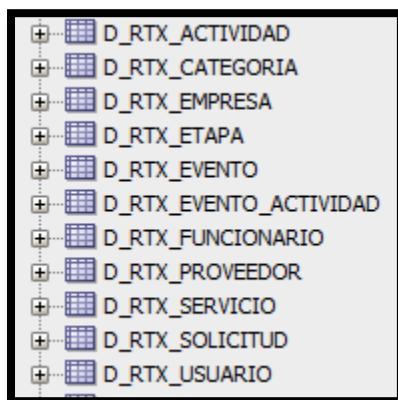 D_RTX_ACTIVIDAD
D_RTX_CATEGORIA
D_RTX_EMPRESA
D_RTX_ETAPA
D_RTX_EVENTO
D_RTX_EVENTO_ACTIVIDAD
D_RTX_FUNCIONARIO
D_RTX_PROVEEDOR
D_RTX_SERVICIO
D_RTX_SOLICITUD
D_RTX_USUARIO